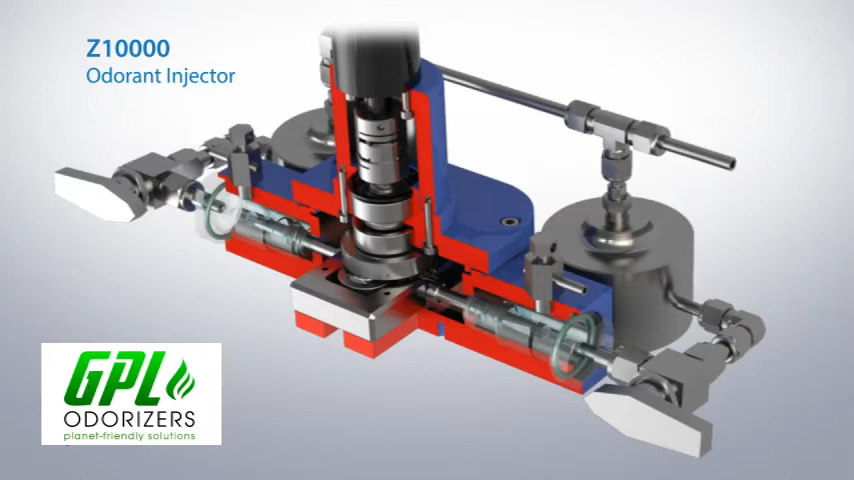 Z10000
Odorant Injector
GPL
ODORIZERS
planet-friendly solutions